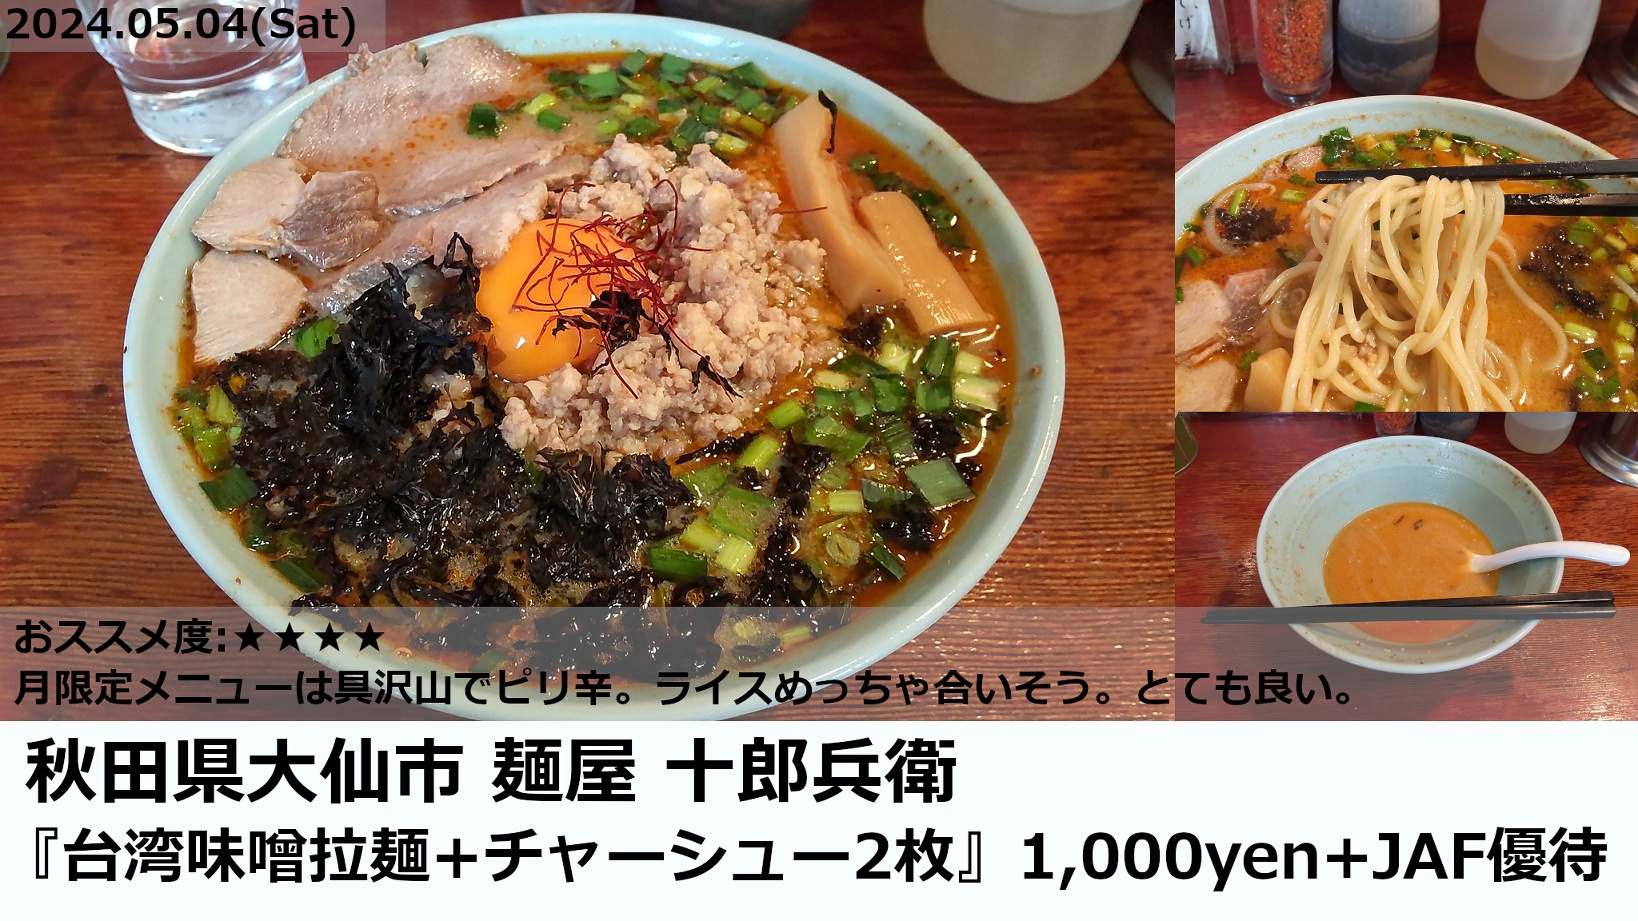 2024.05.04(Sat)
おススメ度:★★★★
月限定メニューは具沢山でピリ辛。ライスめっちゃ合いそう。とても良い。
秋田県大仙市 麺屋 十郎兵衛
『台湾味噌拉麺+チャーシュー2枚』1,000yen+JAF優待